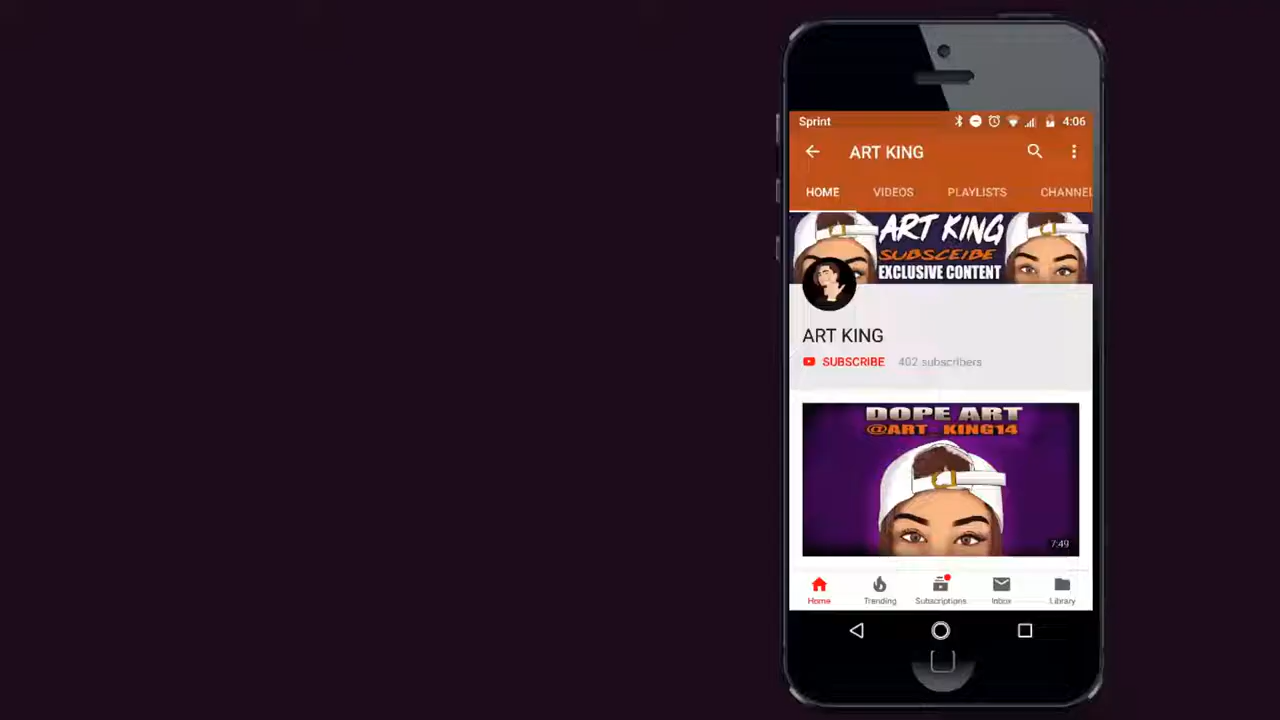 Sprint 4:06
ART KING
HOME VIDEOS PLAYLISTS CHANNEL
ART KING
SUBSCEIBE
EXCLUSIVE CONTENT
ART KING
SUBSCRIBE 402 subscribers
DOPE ART
@ART_KING14
7:49
Home Trending Subscriptions Inbox Library